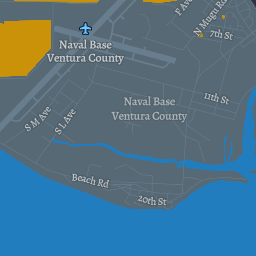 F Ave
N Mugu Rd
7th St
Naval Base
Ventura County
11th St
Naval Base
Ventura County
S M Ave
S L Ave
Beach Rd
20th St